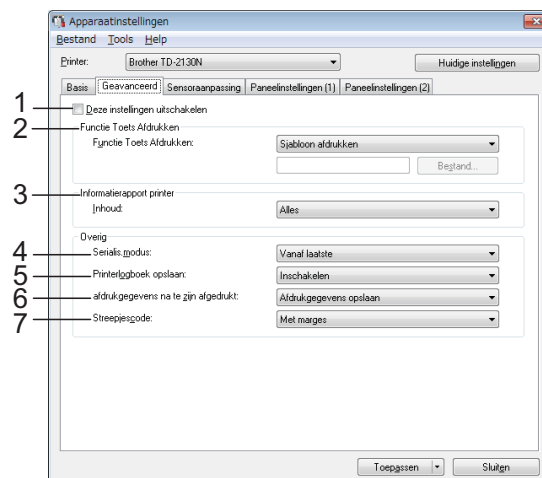 Apparaatinstellingen
Bestand Tools Help
Printer: Brother TD-2130N Huidige instellingen
Basis Geavanceerd Sensoraanpassing Paneelinstellingen (1) Paneelinstellingen (2)
1 Deze instellingen uitschakelen
2 Functie Toets Afdrukken
Functie Toets Afdrukken: Sjabloon afdrukken
Bestand...
3 Informatierapport printer
Inhoud: Alles
Overig
4 Serialis.modus: Vanaf laatste
5 Printerlogboek opslaan: Inschakelen
6 afdrukgegevens na te zijn afgedrukt: Afdrukgegevens opslaan
7 Streepjescode: Met marges
Toepassen Sluiten